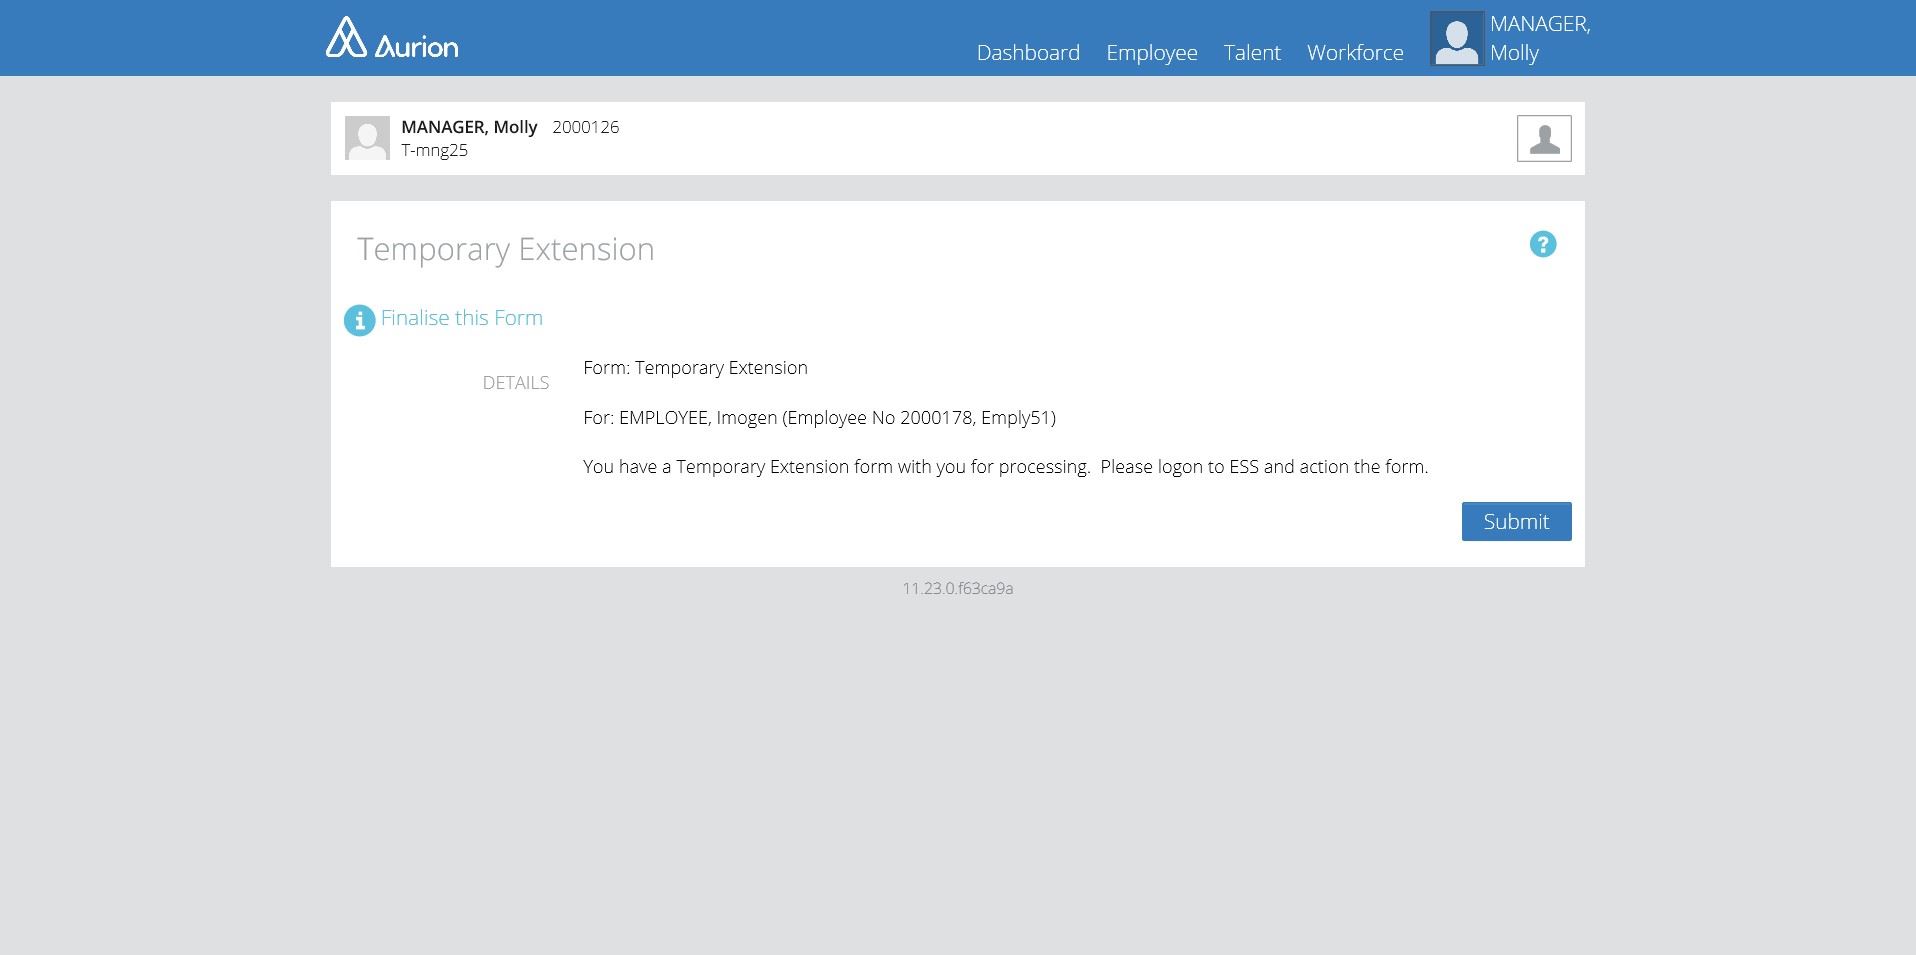 Aurion
Dashboard
Employee
Talent
Workforce
MANAGER,
Molly
MANAGER, Molly 2000126
T-mng25
Temporary Extension
?
i Finalise this Form
DETAILS
Form: Temporary Extension
For: EMPLOYEE, Imogen (Employee No 2000178, Emply51)
You have a Temporary Extension form with you for processing.  Please logon to ESS and action the form.
Submit
11.23.0.f63ca9a